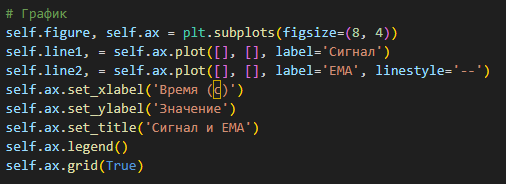 # График
self.figure, self.ax = plt.subplots(figsize=(8, 4))
self.line1, = self.ax.plot([], [], label='Сигнал')
self.line2, = self.ax.plot([], [], label='EMA', linestyle='--')
self.ax.set_xlabel('Время (с)')
self.ax.set_ylabel('Значение')
self.ax.set_title('Сигнал и EMA')
self.ax.legend()
self.ax.grid(True)